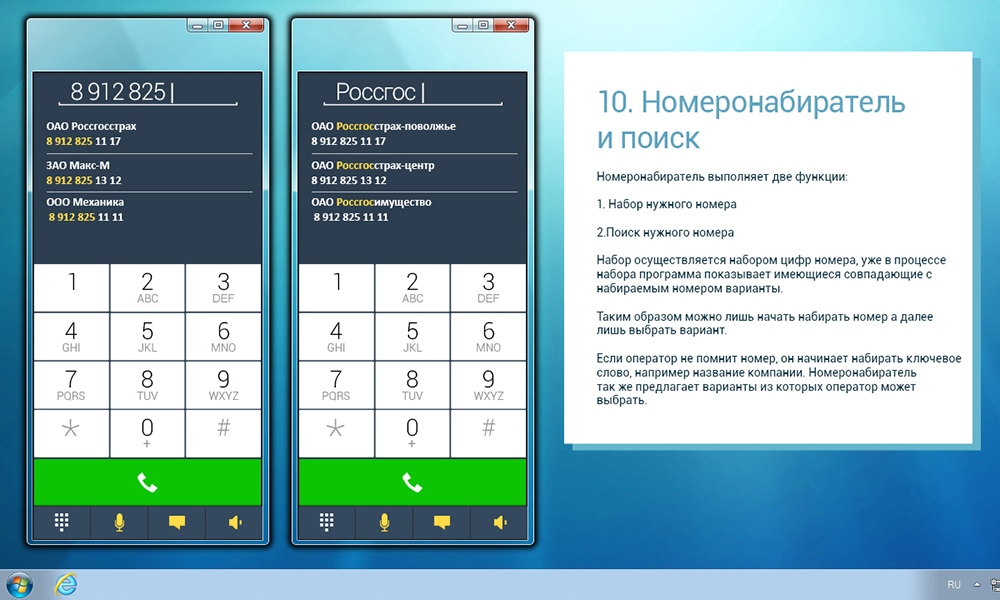 8 912 825
ОАО Россгосстрах
8 912 825 11 17
ЗАО Макс-М
8 912 825 13 12
ООО Механика
8 912 825 11 11
1
2
ABC
3
DEF
4
GHI
5
JKL
6
MNO
7
PQRS
8
TUV
9
WXYZ
*
0
+
#
Россгос
ОАО Россгосстрах-поволжье
8 912 825 11 17
ОАО Россгосстрах-центр
8 912 825 13 12
ОАО Россгосимущество
8 912 825 11 11
1
2
ABC
3
DEF
4
GHI
5
JKL
6
MNO
7
PQRS
8
TUV
9
WXYZ
*
0
+
#
10. Номеронабиратель
и поиск
Номеронабиратель выполняет две функции:
1. Набор нужного номера
2.Поиск нужного номера
Набор осуществляется набором цифр номера, уже в процессе
набора программа показывает имеющиеся совпадающие с
набираемым номером варианты.
Таким образом можно лишь начать набирать номер а далее
лишь выбрать вариант.
Если оператор не помнит номер, он начинает набирать ключевое
слово, например название компании. Номеронабиратель
так же предлагает варианты из которых оператор может
выбрать.
RU